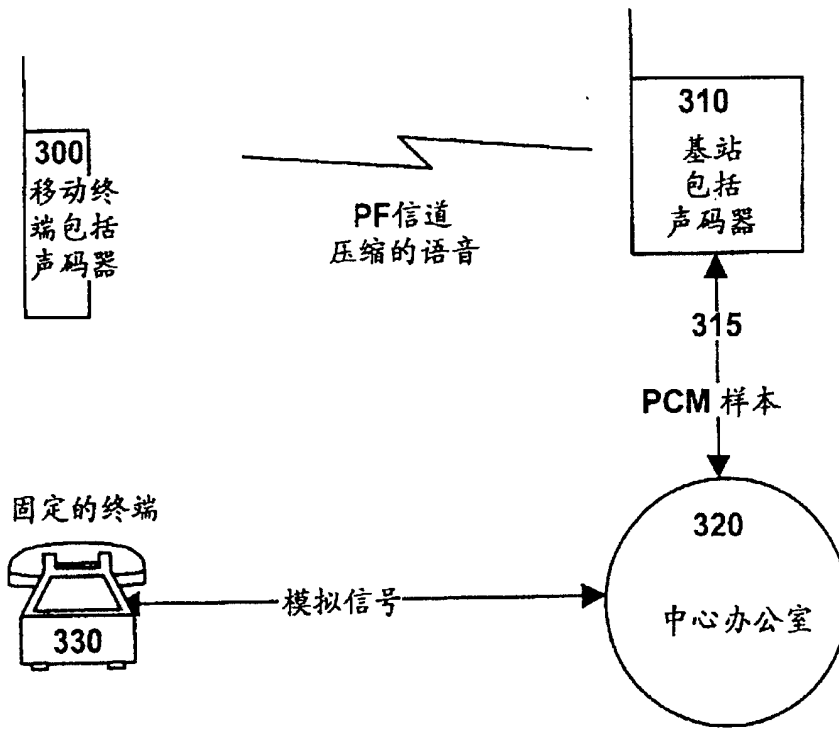 300
移动终
端包括
声码器
PF信道
压缩的语音
310
基站
包括
声码器
315
PCM 样本
固定的终端
330
模拟信号
320
中心办公室